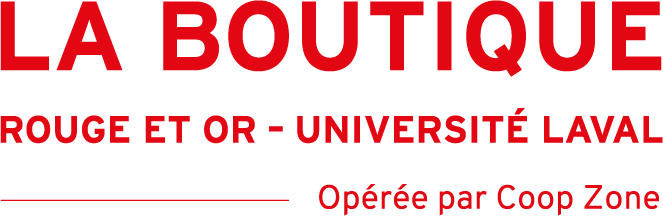 LA BOUTIQUE
ROUGE ET OR – UNIVERSITÉ LAVAL
Opérée par Coop Zone